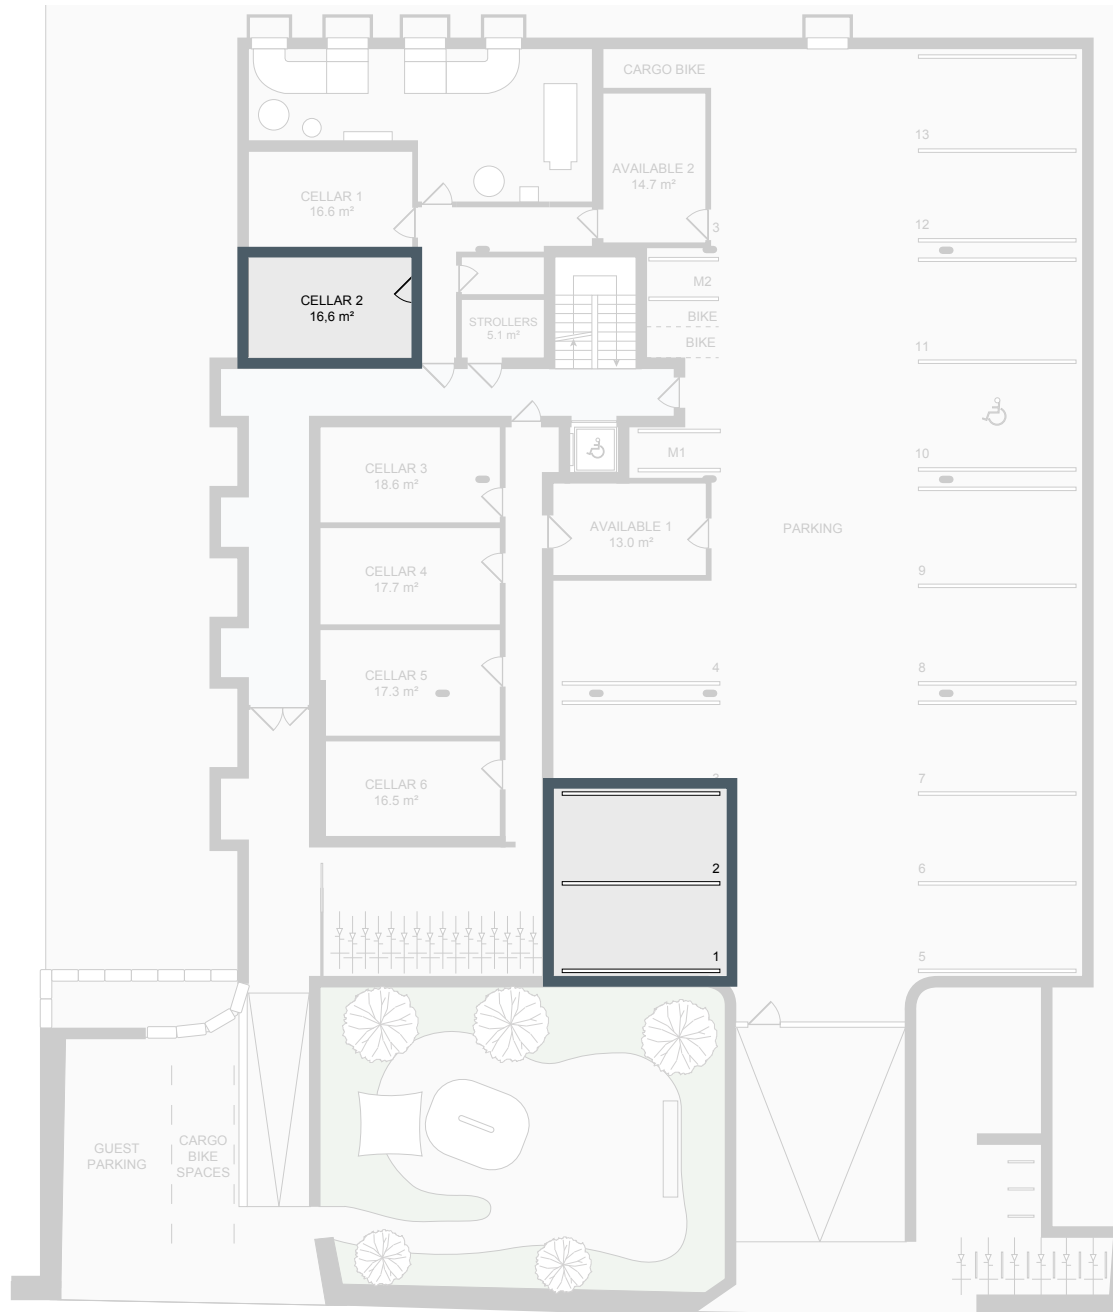 CARGO BIKE
13
AVAILABLE 2
14.7 m²
CELLAR 1
16.6 m²
3
12
M2
CELLAR 2
16,6 m²
STROLLERS
5.1 m²
BIKE
BIKE
11
M1
10
CELLAR 3
18.6 m²
AVAILABLE 1
13.0 m²
PARKING
CELLAR 4
17.7 m²
9
4
8
CELLAR 5
17.3 m²
3
7
CELLAR 6
16.5 m²
2
6
1
5
GUEST
PARKING
CARGO
BIKE
SPACES